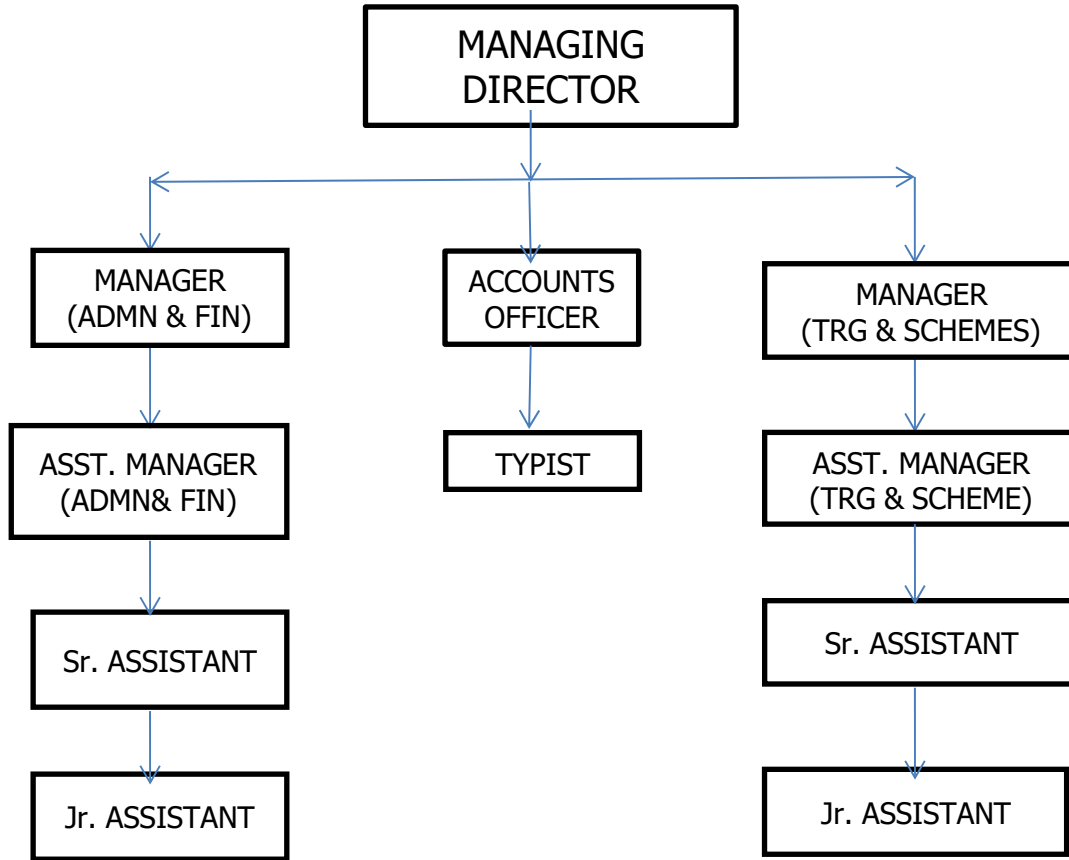 MANAGING
DIRECTOR
MANAGER
(ADMN & FIN)
ACCOUNTS
OFFICER
MANAGER
(TRG & SCHEMES)
ASST. MANAGER
(ADMN& FIN)
TYPIST
ASST. MANAGER
(TRG & SCHEME)
Sr. ASSISTANT
Sr. ASSISTANT
Jr. ASSISTANT
Jr. ASSISTANT